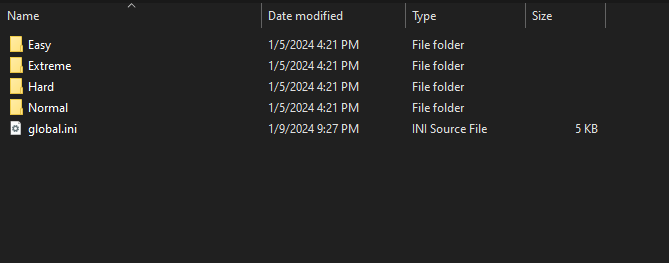 Name Date modified Type Size
Easy 1/5/2024 4:21 PM File folder
Extreme 1/5/2024 4:21 PM File folder
Hard 1/5/2024 4:21 PM File folder
Normal 1/5/2024 4:21 PM File folder
global.ini 1/9/2024 9:27 PM INI Source File 5 KB